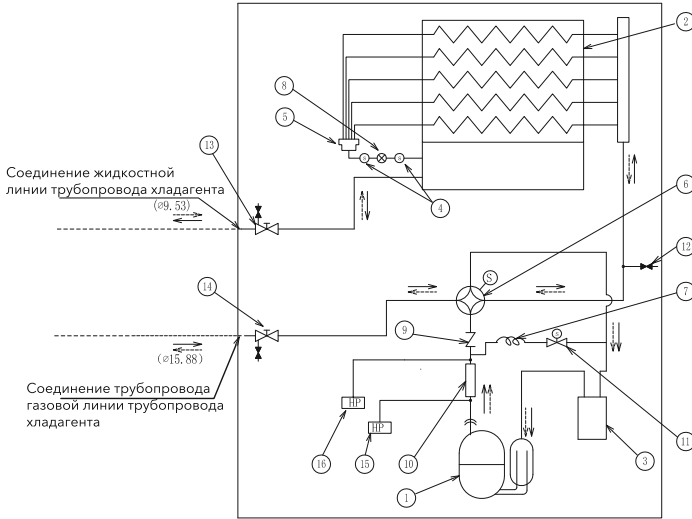 2
8
5
13
Соединение жидкостной
линии трубопровода хладагента
(ø9.53)
S
S
4
6
S
12
14
9
7
S
(ø15.88)
Соединение трубопровода
газовой линии трубопровода
хладагента
HP
HP
16
15
10
1
3
11